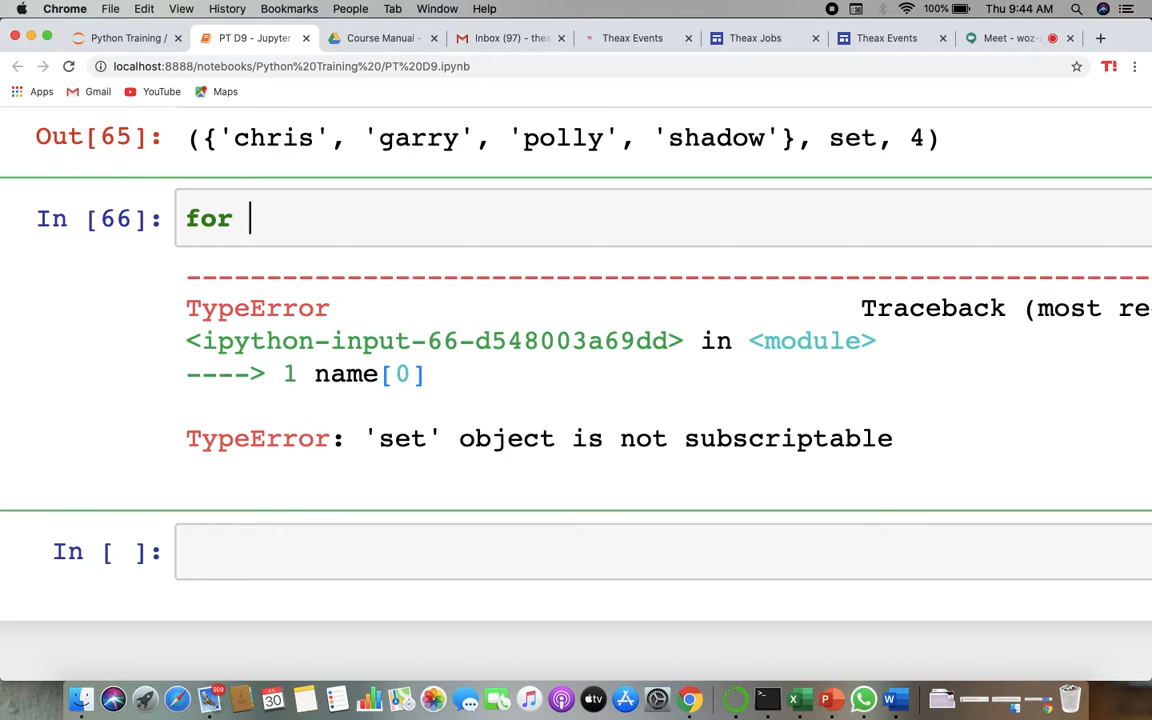 Chrome File Edit View History Bookmarks People Tab Window Help 100% Thu 9:44 AM
Python Training / PT D9 - Jupyter Course Manual - Inbox (97) - thea Theax Events Theax Jobs Theax Events Meet - woz-
localhost:8888/notebooks/Python%20Training%20/PT%20D9.ipynb T!
Apps Gmail YouTube Maps
Out[65]: ({'chris', 'garry', 'polly', 'shadow'}, set, 4)
In [66]: for
TypeError Traceback (most re
<ipython-input-66-d548003a69dd> in <module>
----> 1 name[0]
TypeError: 'set' object is not subscriptable
In [ ]:
509 30